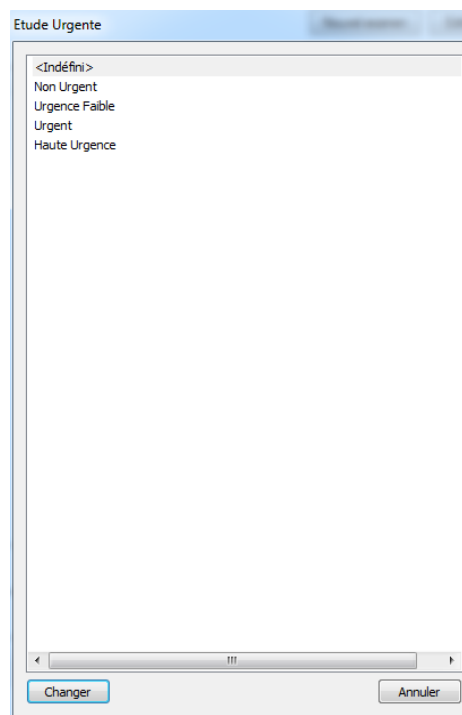 Etude Urgente
<Indéfini>
Non Urgent
Urgence Faible
Urgent
Haute Urgence
Changer
Annuler